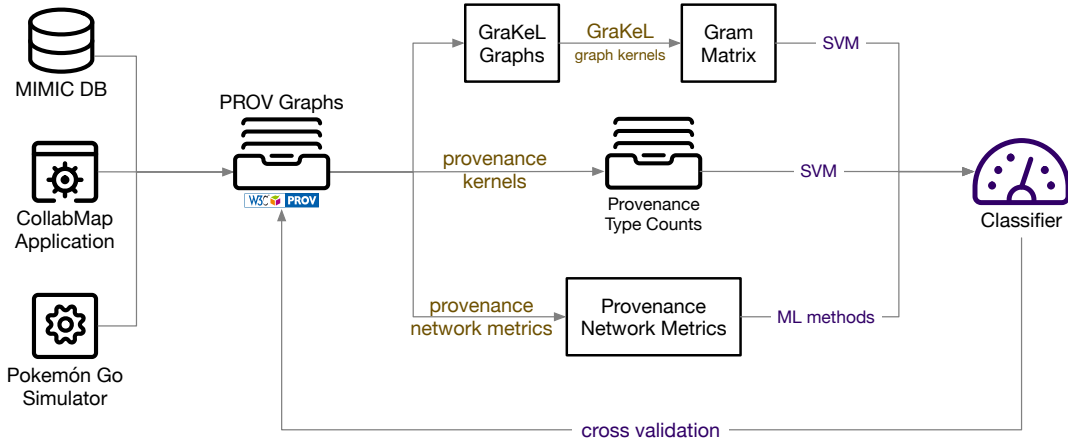 MIMIC DB
CollabMap
Application
Pokemón Go
Simulator
PROV Graphs
W3C PROV
GraKeL
Graphs
GraKeL
graph kernels
Gram
Matrix
SVM
provenance
kernels
Provenance
Type Counts
SVM
provenance
network metrics
Provenance
Network Metrics
ML methods
Classifier
cross validation